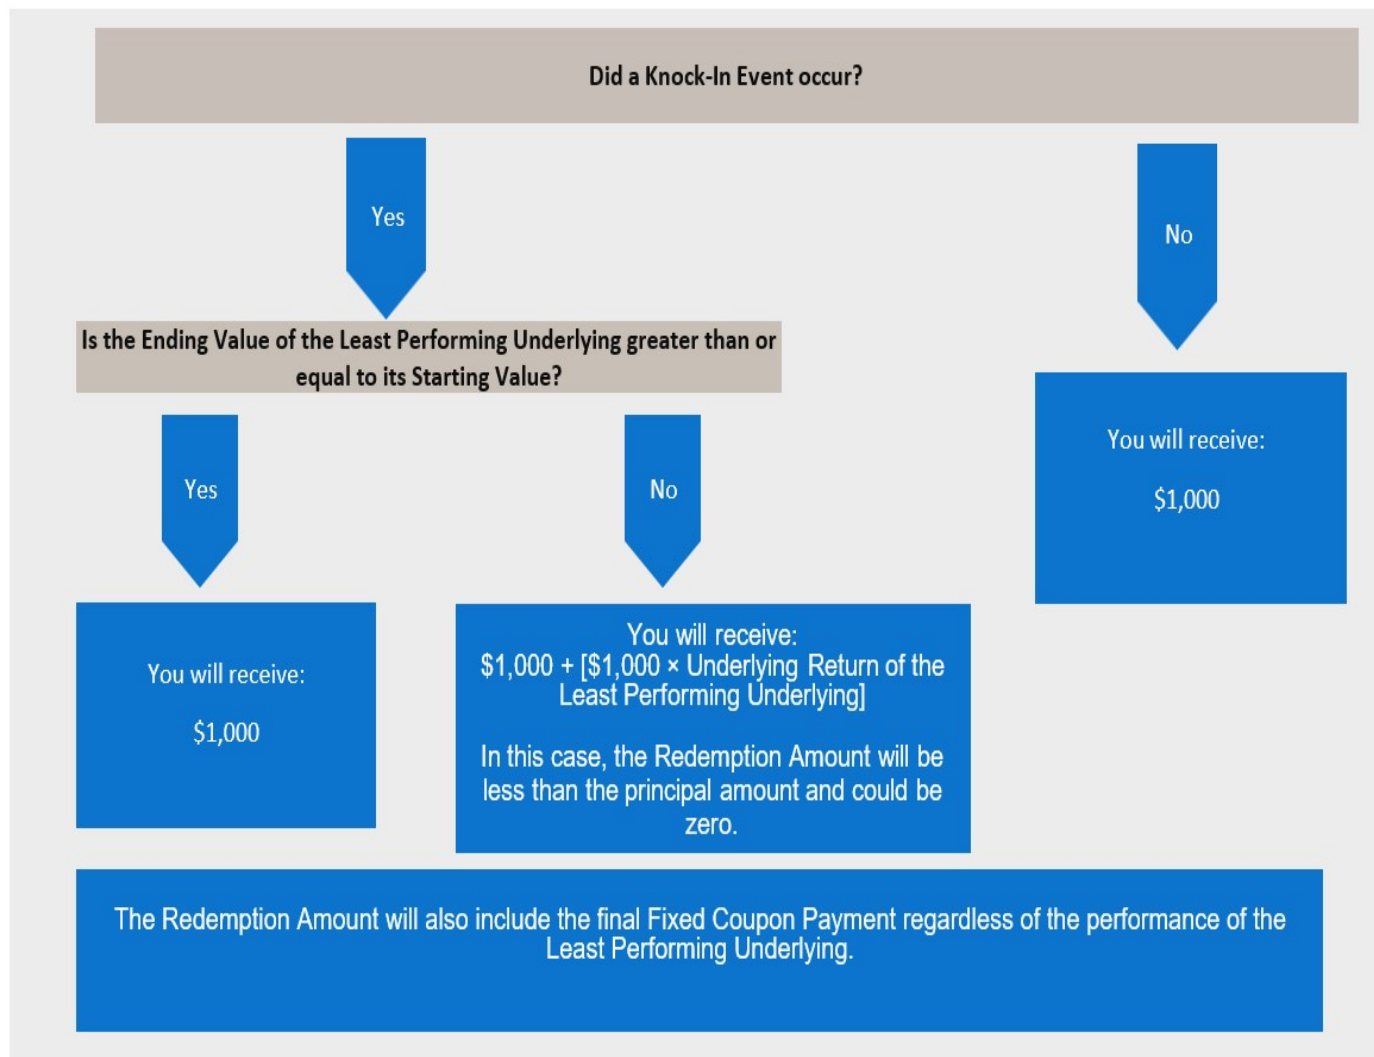 Did a Knock-In Event occur?
Yes
No
Is the Ending Value of the Least Performing Underlying greater than or
equal to its Starting Value?
Yes
No
You will receive:
$1,000
You will receive:
$1,000
You will receive:
$1,000 + [$1,000 × Underlying Return of the
Least Performing Underlying]
In this case, the Redemption Amount will be
less than the principal amount and could be
zero.
The Redemption Amount will also include the final Fixed Coupon Payment regardless of the performance of the
Least Performing Underlying.